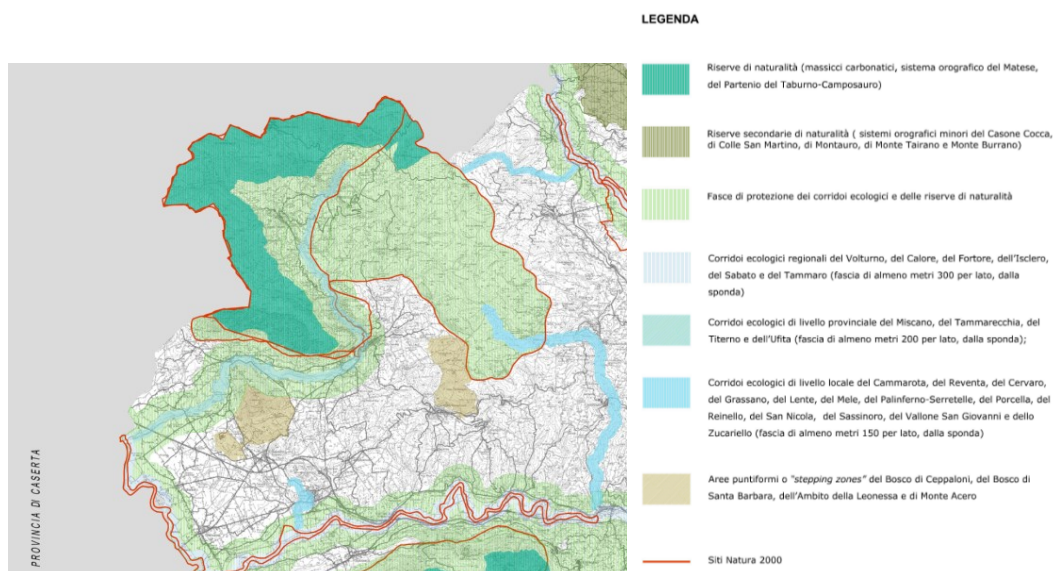 LEGENDA
Riserve di naturalità (massicci carbonatici, sistema orografico del Matese,
del Partenio del Taburno-Camposauro)
Riserve secondarie di naturalità ( sistemi orografici minori del Casone Cocca,
di Colle San Martino, di Montauro, di Monte Tairano e Monte Burrano)
Fasce di protezione dei corridoi ecologici e delle riserve di naturalità
Corridoi ecologici regionali del Volturno, del Calore, del Fortore, dell'Isclero,
del Sabato e del Tammaro (fascia di almeno metri 300 per lato, dalla
sponda)
Corridoi ecologici di livello provinciale del Miscano, del Tammarecchia, del
Titerno e dell'Ufita (fascia di almeno metri 200 per lato, dalla sponda);
Corridoi ecologici di livello locale del Cammarota, del Reventa, del Cervaro,
del Grassano, del Lente, del Mele, del Palinferno-Serretelle, del Porcella, del
Reinello, del San Nicola, del Sassinoro, del Vallone San Giovanni e dello
Zucariello (fascia di almeno metri 150 per lato, dalla sponda)
Aree puntiformi o "stepping zones" del Bosco di Ceppaloni, del Bosco di
Santa Barbara, dell'Ambito della Leonessa e di Monte Acero
Siti Natura 2000
PROVINCIA DI CASERTA